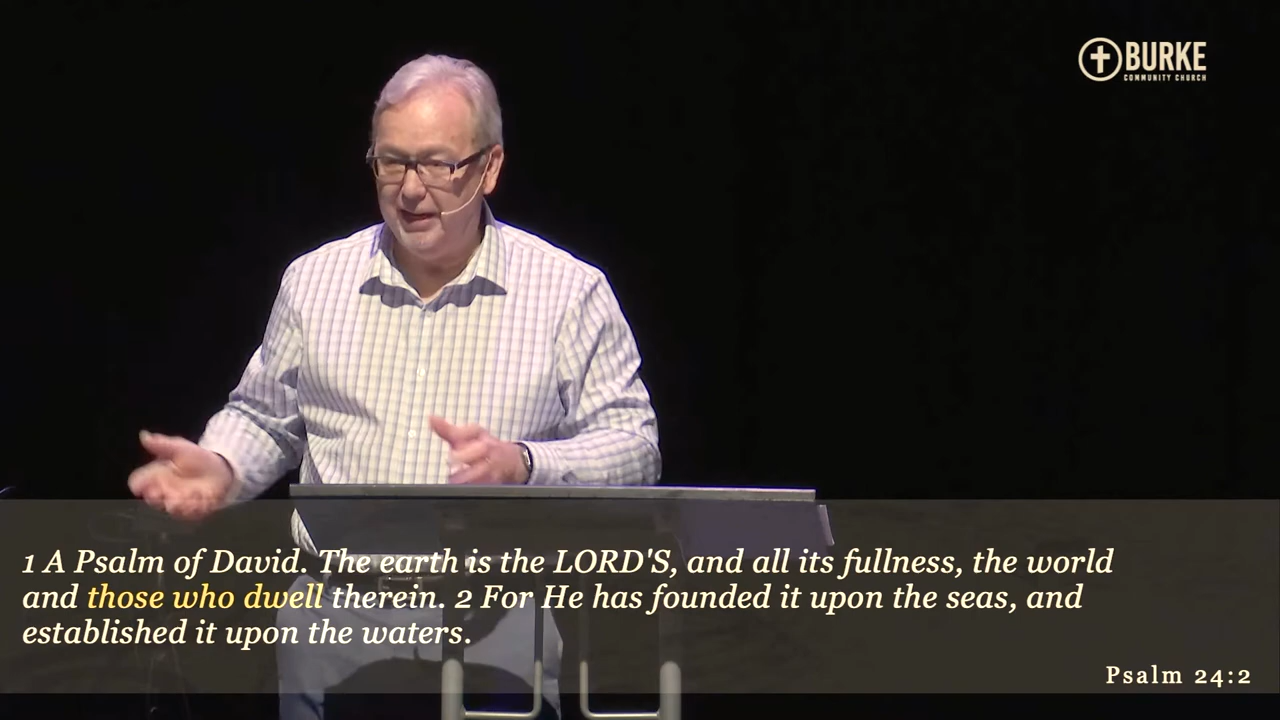 BURKE
COMMUNITY CHURCH
1 A Psalm of David. The earth is the LORD'S, and all its fullness, the world
and those who dwell therein. 2 For He has founded it upon the seas, and
established it upon the waters.
Psalm 24:2